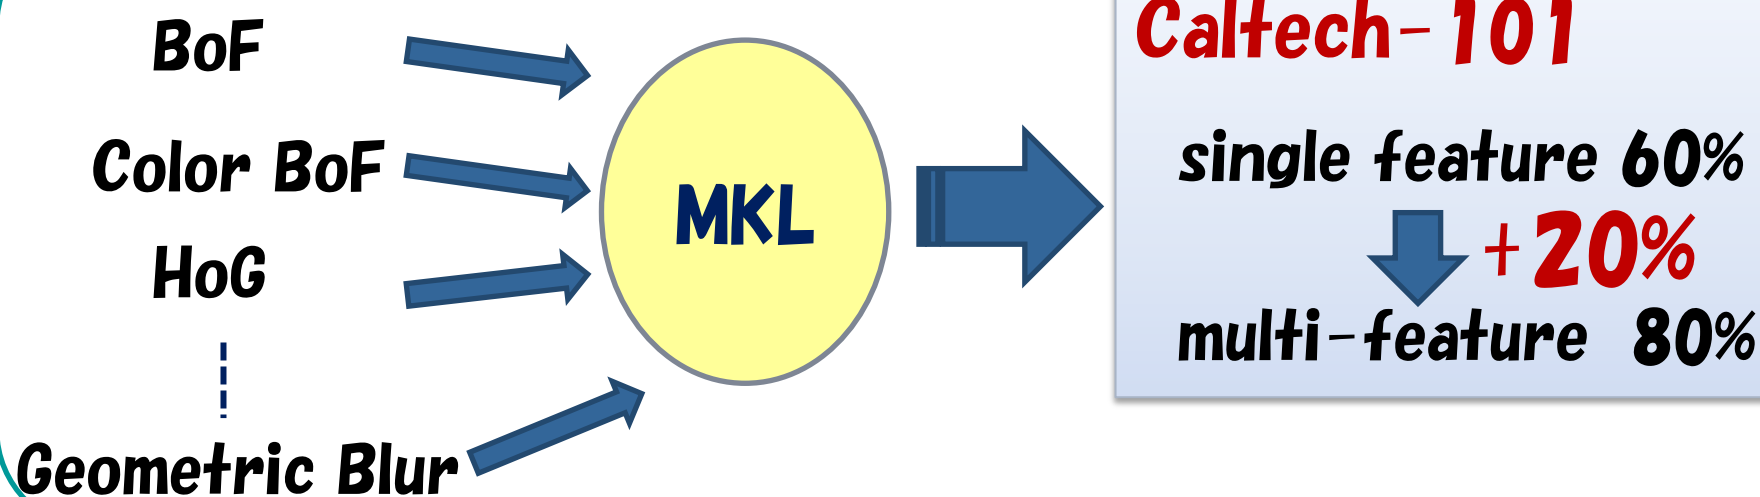 BoF
Color BoF
HoG
Geometric Blur
MKL
Caltech-101
single feature 60%
+20%
multi-feature 80%